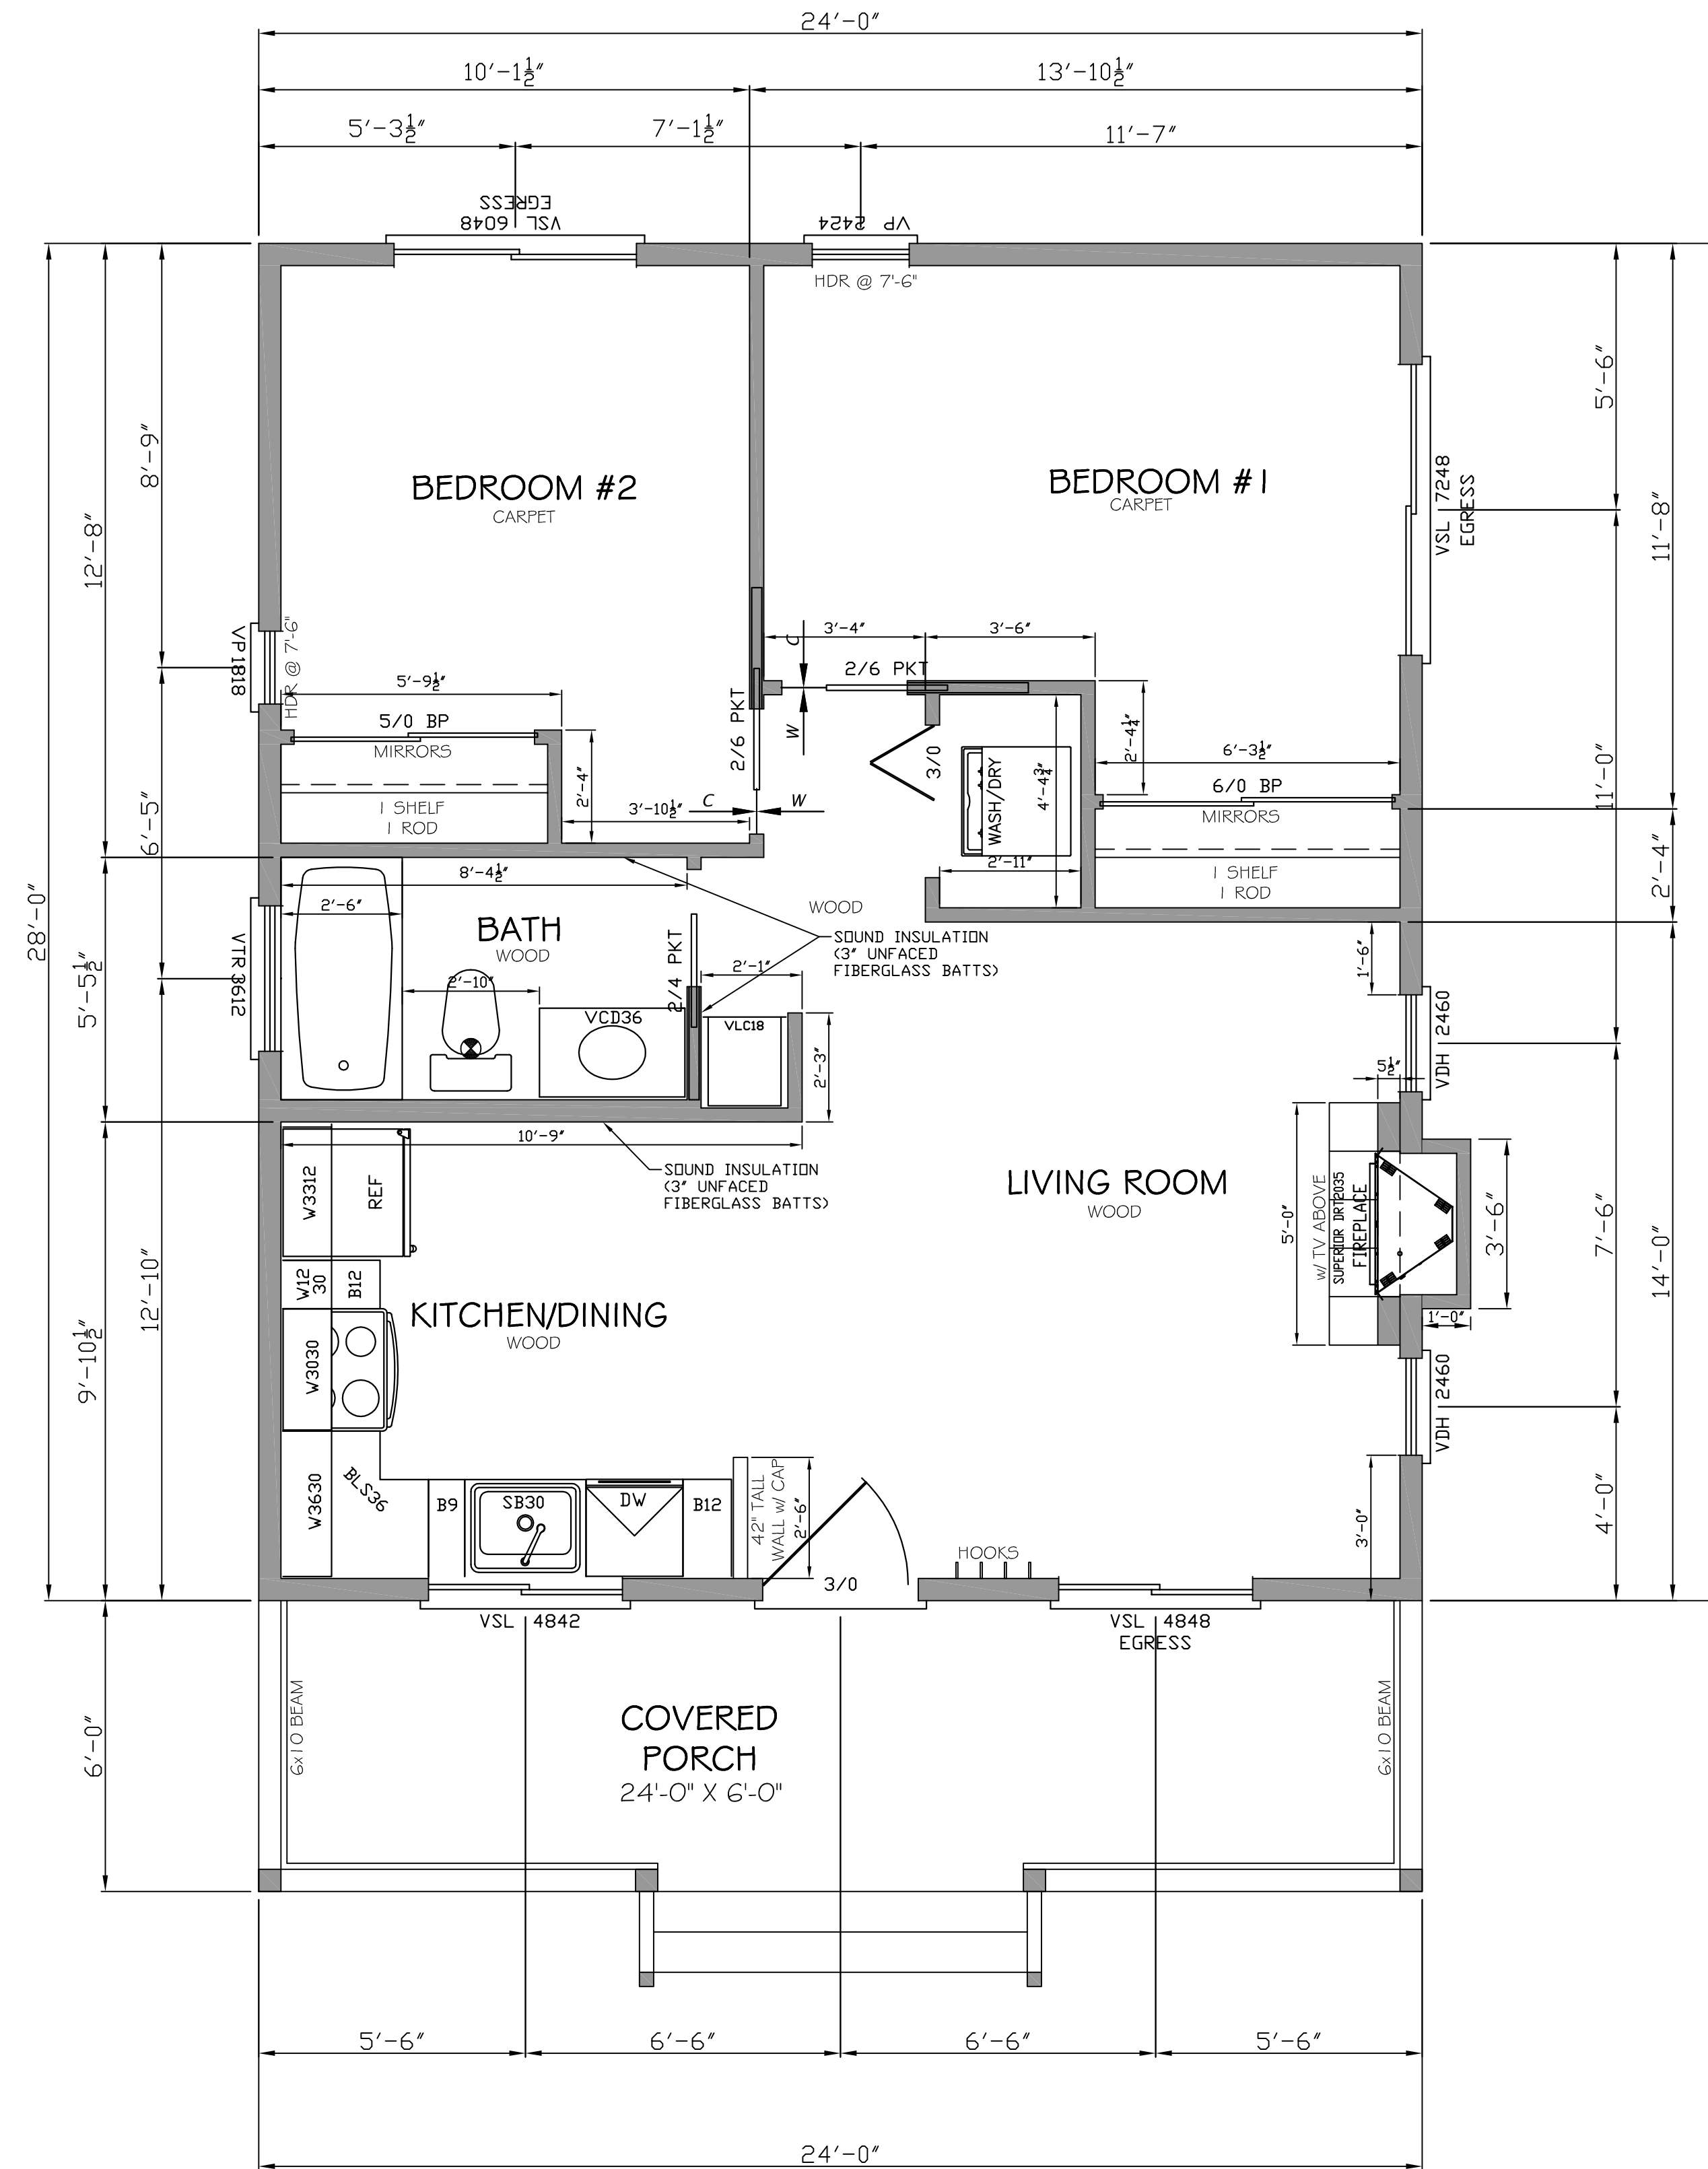 24'-0"
10'-1½"
13'-10½"
5'-3½"
7'-1½"
11'-7"
VSL 6048
EGRESS
VP 2424
HDR @ 7'-6"
28'-0"
12'-8"
8'-9"
5'-5½"
6'-5"
9'-10½"
12'-10"
6'-0"
BEDROOM #2
CARPET
BEDROOM #1
CARPET
VSL 7248
EGRESS
5'-6"
11'-8"
11'-0"
2'-4"
7'-6"
14'-0"
4'-0"
VP1818
HDR @ 7'-6"
5'-9½"
5/0 BP
MIRRORS
1 SHELF
1 ROD
2'-4"
3'-10½"
2/6 PKT
C
W
3'-4"
3'-6"
C
2/6 PKT
W
3/0
WASH/DRY
4'-4¾"
2'-11"
2'-4¼"
6'-3½"
6/0 BP
MIRRORS
1 SHELF
1 ROD
8'-4½"
2'-6"
BATH
WOOD
VTR 3612
2'-10"
VCD36
2/4 PKT
2'-1"
VLC18
2'-3"
WOOD
SOUND INSULATION
(3" UNFACED
FIBERGLASS BATTS)
1'-6"
VDH 2460
5½"
10'-9"
SOUND INSULATION
(3" UNFACED
FIBERGLASS BATTS)
W3312
REF
W12
30
B12
W3030
W3630
BLS36
KITCHEN/DINING
WOOD
LIVING ROOM
WOOD
5'-0"
w/ TV ABOVE
SUPERIOR DRT2035
FIREPLACE
3'-6"
1'-0"
VDH 2460
3'-0"
B9
SB30
DW
B12
42" TALL
WALL w/ CAP
2'-6"
3/0
HOOKS
VSL 4842
VSL 4848
EGRESS
6x10 BEAM
COVERED
PORCH
24'-0" X 6'-0"
6x10 BEAM
5'-6"
6'-6"
6'-6"
5'-6"
24'-0"